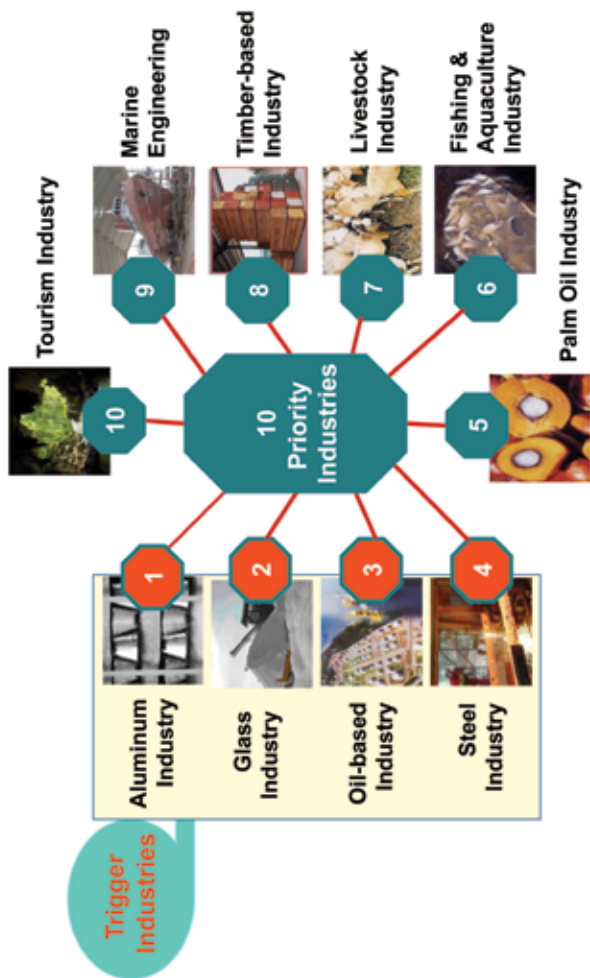 Trigger
Industries
Aluminum
Industry
Glass
Industry
Oil-based
Industry
Steel
Industry
1
2
3
4
10
Priority
Industries
Tourism Industry
10
9
Marine
Engineering
8
Timber-based
Industry
7
Livestock
Industry
6
Fishing &
Aquaculture
Industry
5
Palm Oil Industry